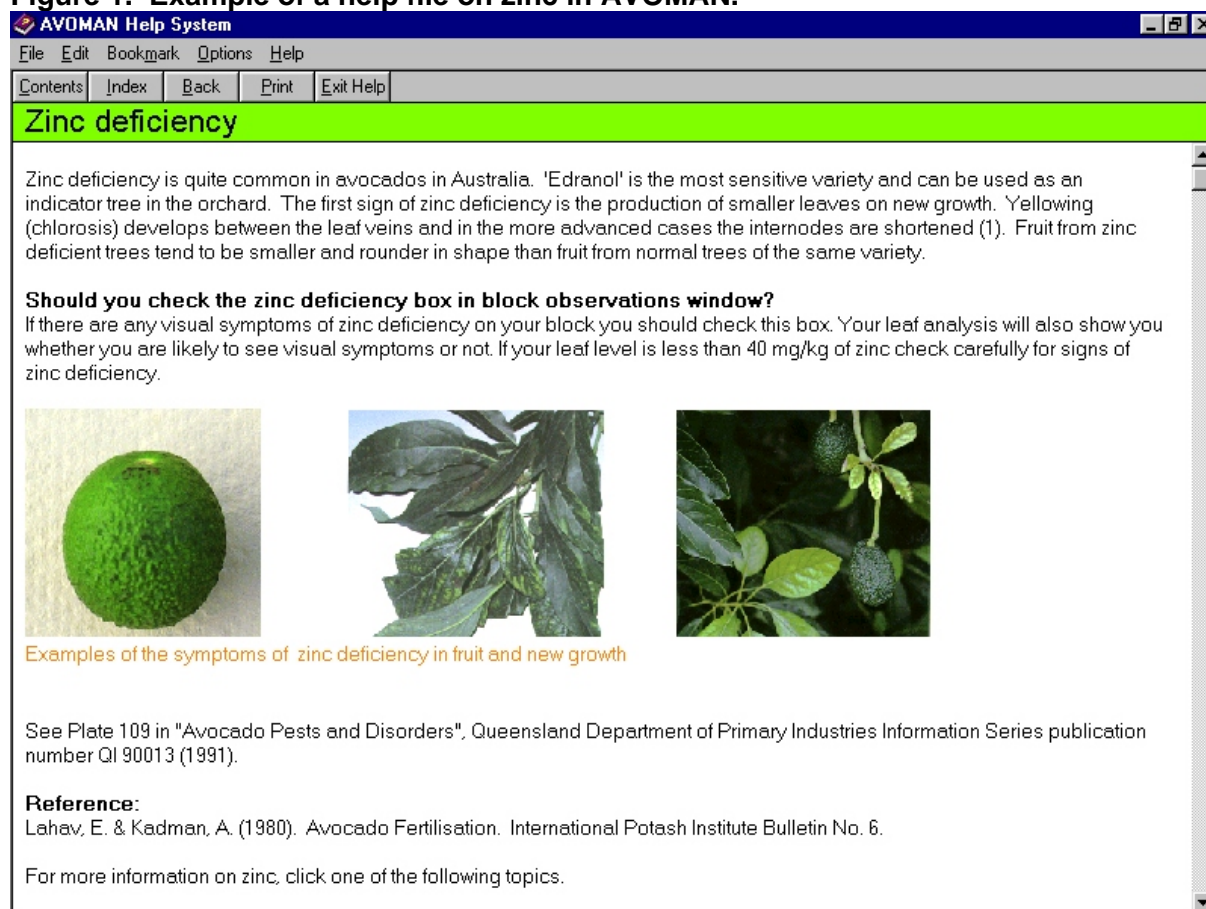 Figure 1:  Example of a help file on zinc in AVOMAN.
AVOMAN Help System
File Edit Bookmark Options Help
Contents Index Back Print Exit Help
Zinc deficiency
Zinc deficiency is quite common in avocados in Australia.  'Edranol' is the most sensitive variety and can be used as an
indicator tree in the orchard.  The first sign of zinc deficiency is the production of smaller leaves on new growth.  Yellowing
(chlorosis) develops between the leaf veins and in the more advanced cases the internodes are shortened (1).  Fruit from zinc
deficient trees tend to be smaller and rounder in shape than fruit from normal trees of the same variety.
Should you check the zinc deficiency box in block observations window?
If there are any visual symptoms of zinc deficiency on your block you should check this box. Your leaf analysis will also show you
whether you are likely to see visual symptoms or not. If your leaf level is less than 40 mg/kg of zinc check carefully for signs of
zinc deficiency.
Examples of the symptoms of  zinc deficiency in fruit and new growth
See Plate 109 in "Avocado Pests and Disorders", Queensland Department of Primary Industries Information Series publication
number QI 90013 (1991).
Reference:
Lahav, E. & Kadman, A. (1980).  Avocado Fertilisation.  International Potash Institute Bulletin No. 6.
For more information on zinc, click one of the following topics.